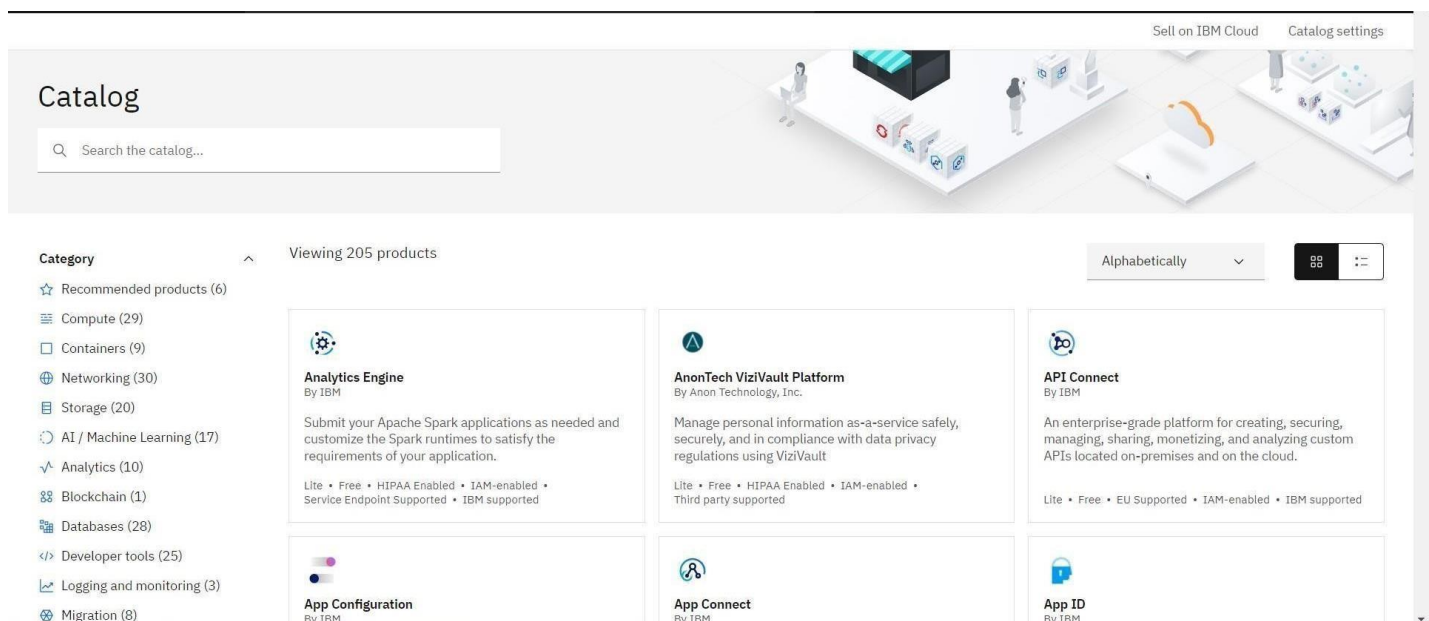 Sell on IBM Cloud
Catalog settings
Catalog
Search the catalog...
Category
Recommended products (6)
Compute (29)
Containers (9)
Networking (30)
Storage (20)
AI / Machine Learning (17)
Analytics (10)
Blockchain (1)
Databases (28)
Developer tools (25)
Logging and monitoring (3)
Migration (8)
Viewing 205 products
Alphabetically
Analytics Engine
By IBM
Submit your Apache Spark applications as needed and
customize the Spark runtimes to satisfy the
requirements of your application.
Lite • Free • HIPAA Enabled • IAM-enabled •
Service Endpoint Supported • IBM supported
AnonTech ViziVault Platform
By Anon Technology, Inc.
Manage personal information as-a-service safely,
securely, and in compliance with data privacy
regulations using ViziVault
Lite • Free • HIPAA Enabled • IAM-enabled •
Third party supported
API Connect
By IBM
An enterprise-grade platform for creating, securing,
managing, sharing, monetizing, and analyzing custom
APIs located on-premises and on the cloud.
Lite • Free • EU Supported • IAM-enabled • IBM supported
App Configuration
By IBM
App Connect
By IBM
App ID
By IBM